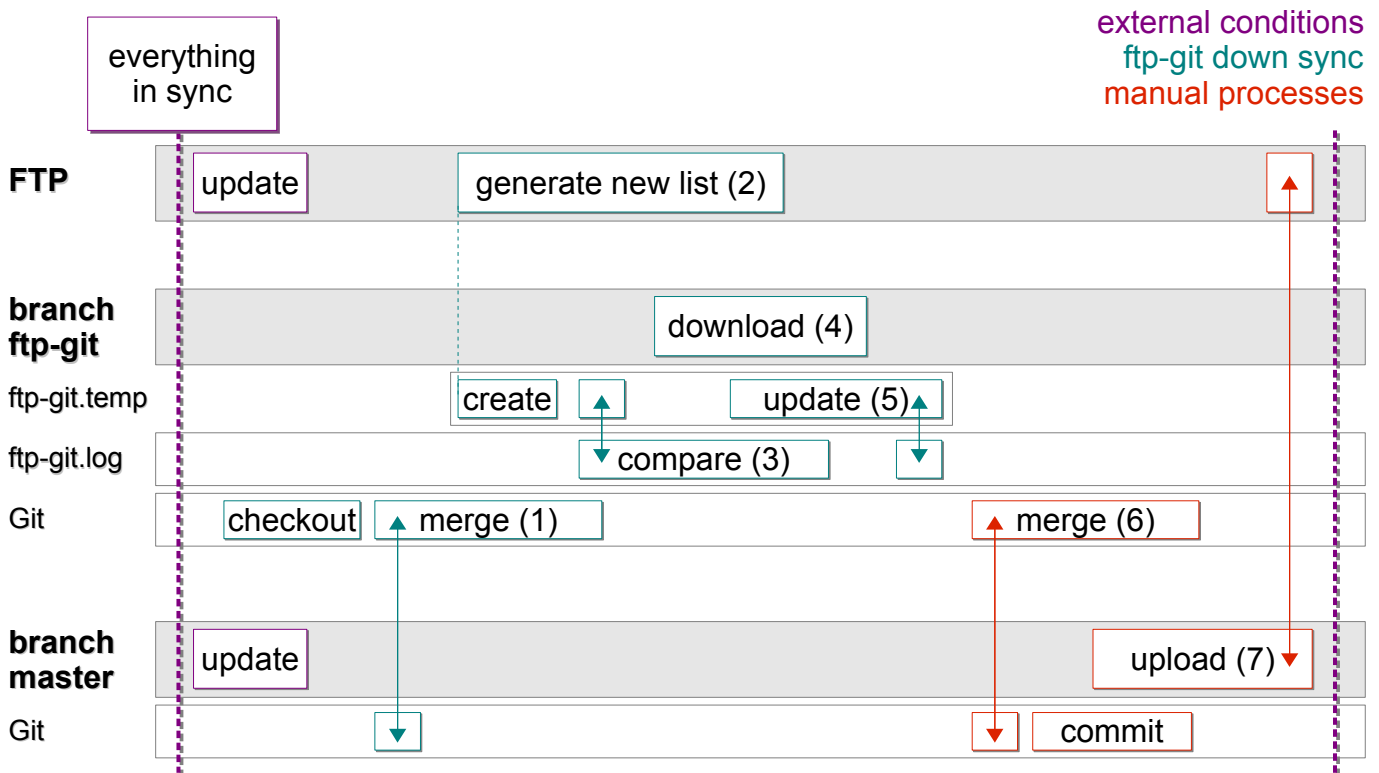 everything
in sync
external conditions
ftp-git down sync
manual processes
FTP
update
generate new list (2)
branch
ftp-git
download (4)
ftp-git.temp
create
update (5)
ftp-git.log
compare (3)
Git
checkout
merge (1)
merge (6)
branch
master
update
upload (7)
Git
commit